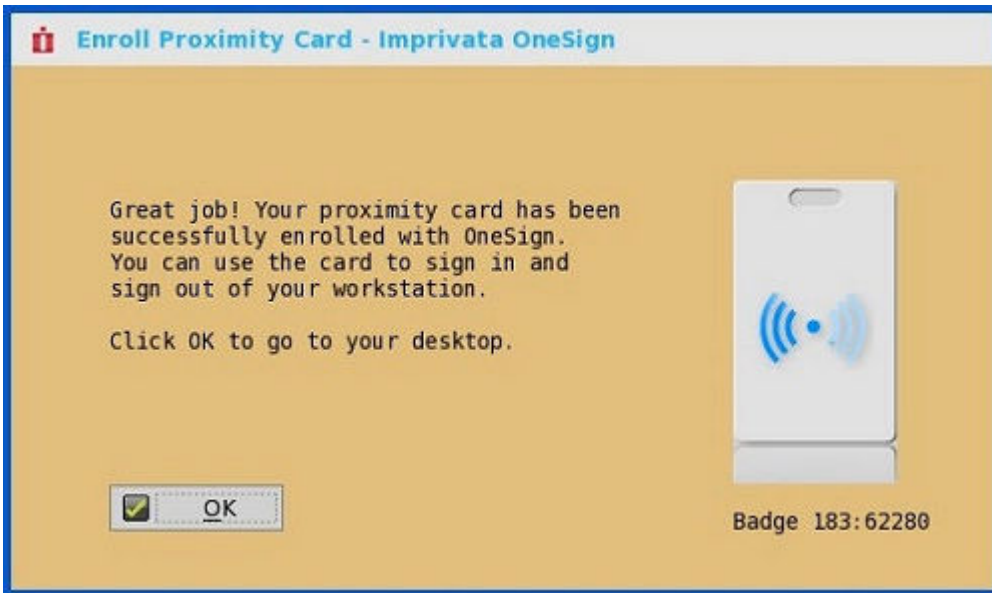 Enroll Proximity Card - Imprivata OneSign
Great job! Your proximity card has been
successfully enrolled with OneSign.
You can use the card to sign in and
sign out of your workstation.
Click OK to go to your desktop.
OK
Badge 183:62280